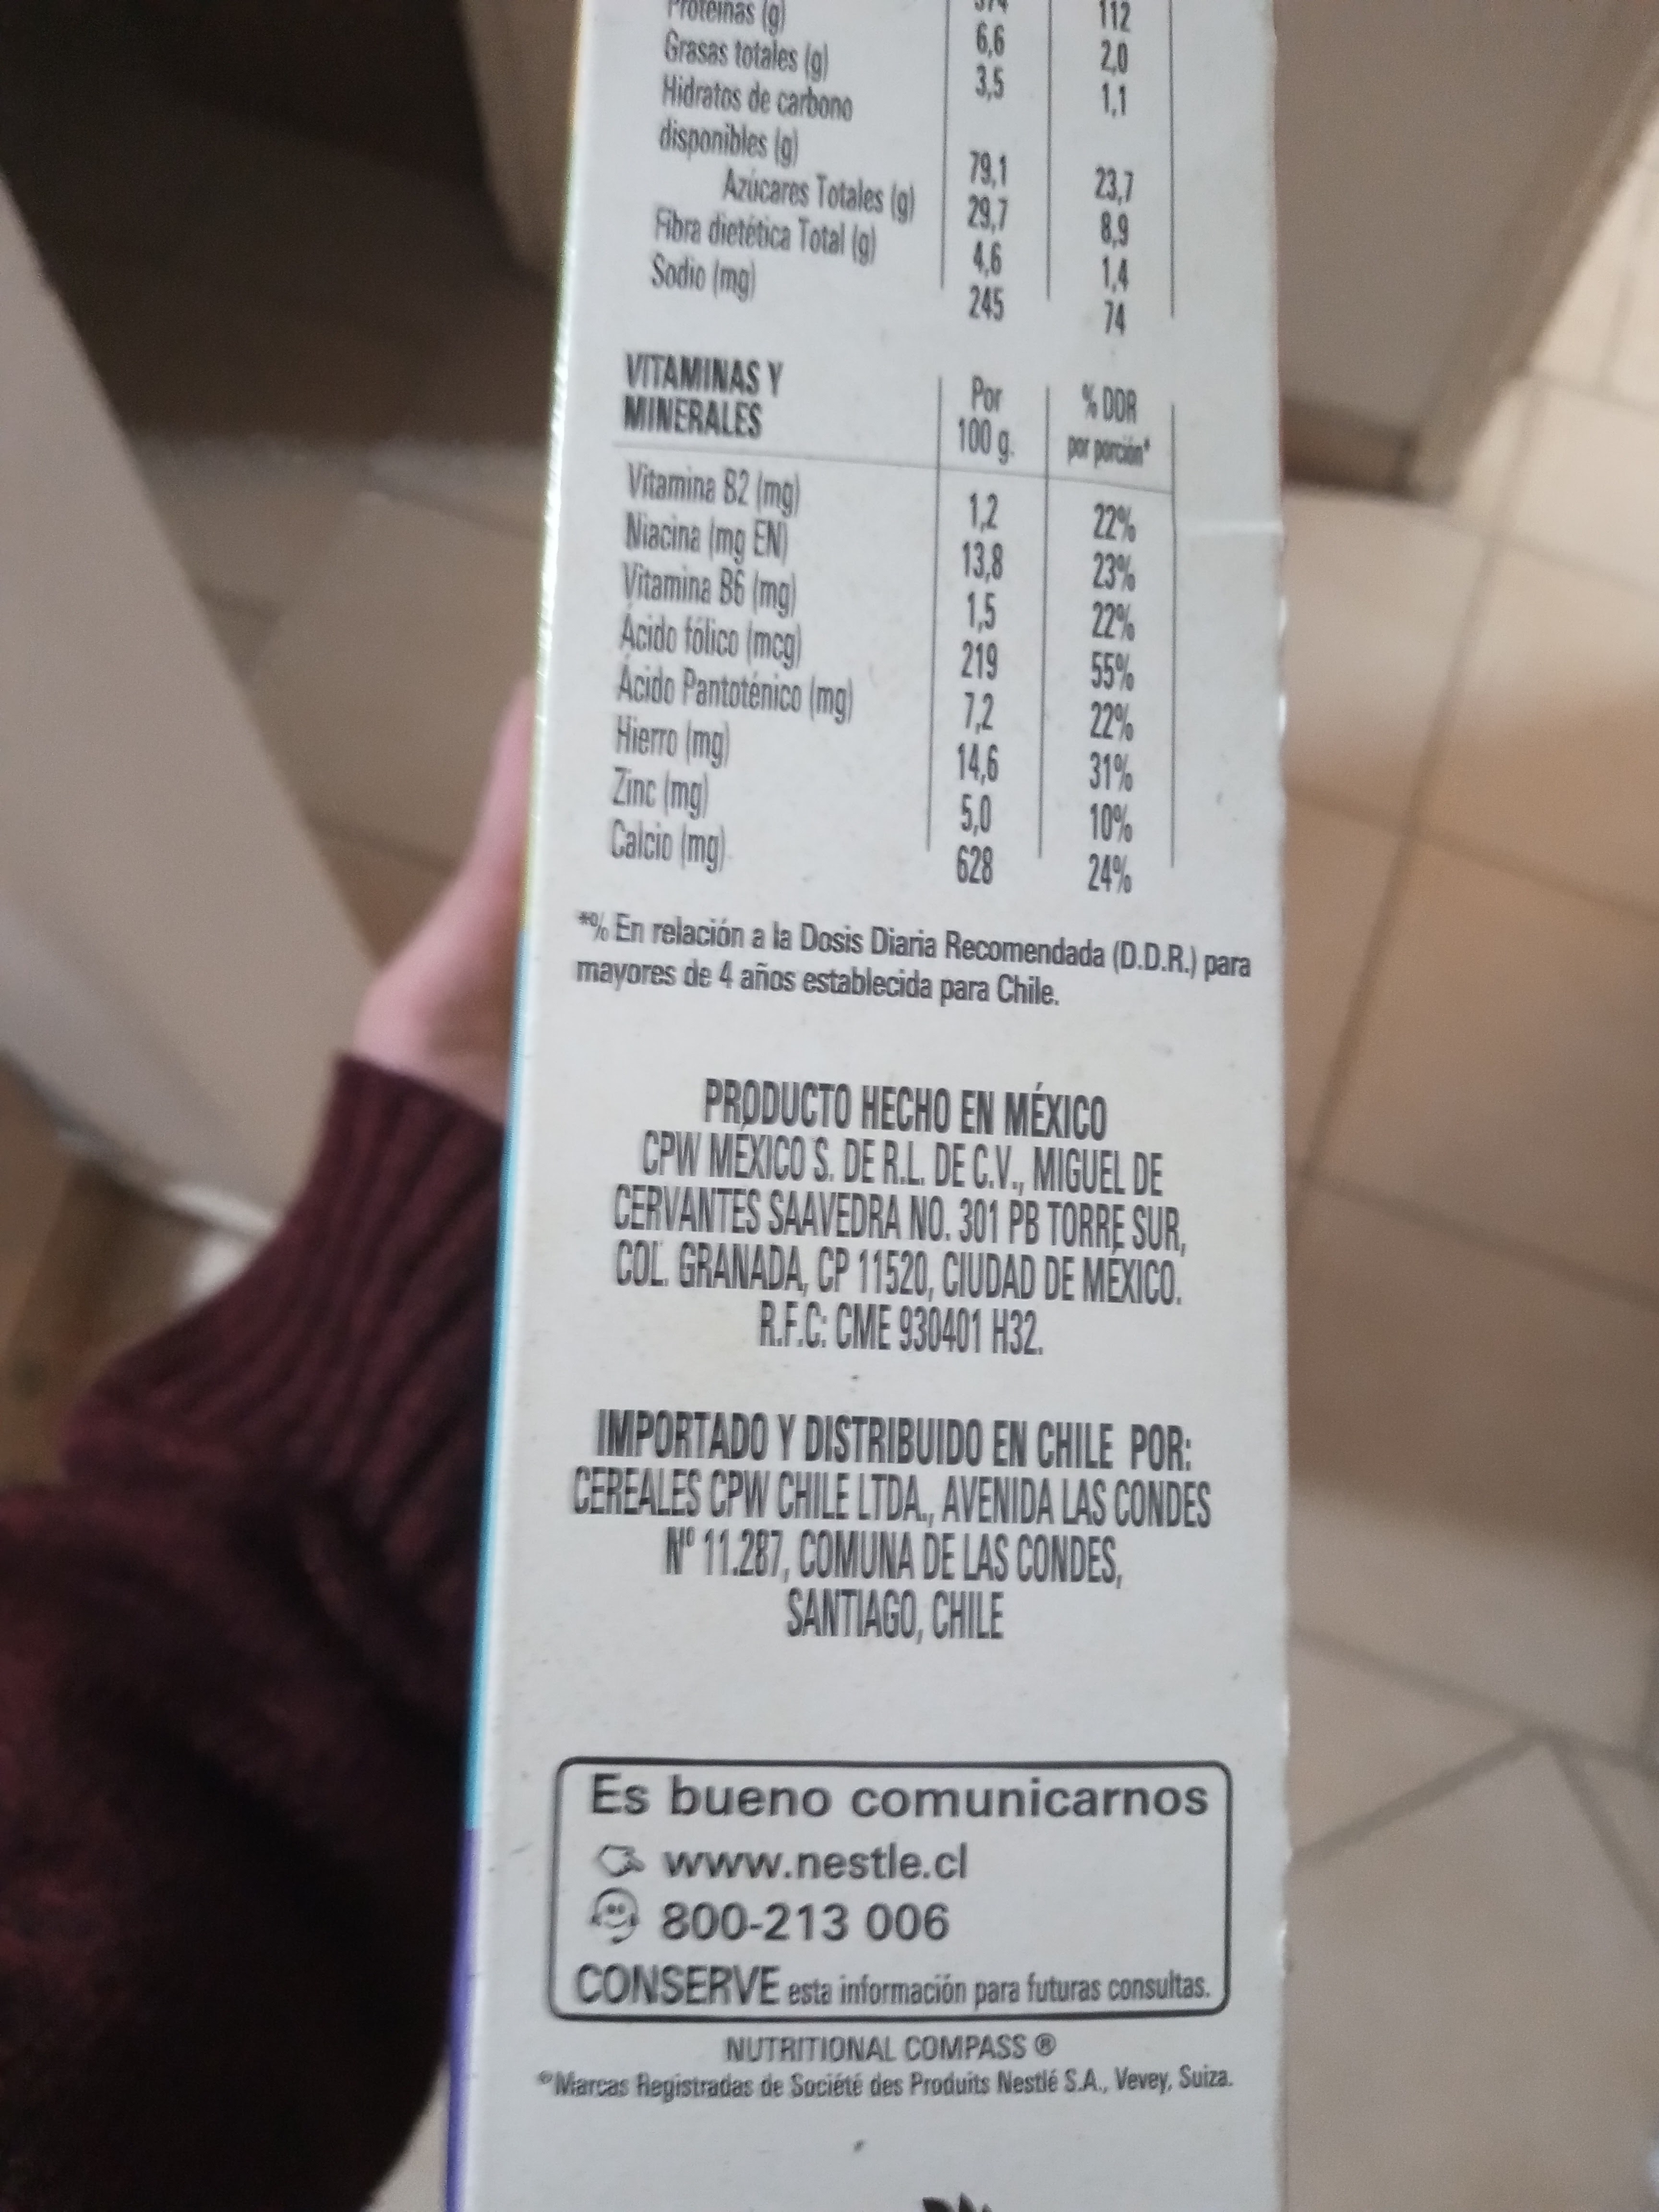 Proteínas (g) 6,6 2,0
Grasas totales (g) 3,5 1,1
Hidratos de carbono
disponibles (g) 79,1 23,7
Azúcares Totales (g) 29,7 8,9
Fibra dietética Total (g) 4,6 1,4
Sodio (mg) 245 74
VITAMINAS Y
MINERALES
Por
100 g.
% DDR
por porción*
Vitamina B2 (mg) 1,2 22%
Niacina (mg EN) 13,8 23%
Vitamina B6 (mg) 1,5 22%
Ácido fólico (mcg) 219 55%
Ácido Pantoténico (mg) 7,2 22%
Hierro (mg) 14,6 31%
Zinc (mg) 5,0 10%
Calcio (mg) 628 24%
*% En relación a la Dosis Diaria Recomendada (D.D.R.) para
mayores de 4 años establecida para Chile.
PRODUCTO HECHO EN MÉXICO
CPW MÉXICO S. DE R.L. DE C.V., MIGUEL DE
CERVANTES SAAVEDRA NO. 301 PB TORRE SUR,
COL. GRANADA, CP 11520, CIUDAD DE MÉXICO.
R.F.C: CME 930401 H32.
IMPORTADO Y DISTRIBUIDO EN CHILE POR:
CEREALES CPW CHILE LTDA., AVENIDA LAS CONDES
Nº 11.287, COMUNA DE LAS CONDES,
SANTIAGO, CHILE
Es bueno comunicarnos
www.nestle.cl
800-213 006
CONSERVE esta información para futuras consultas.
NUTRITIONAL COMPASS ®
®Marcas Registradas de Société des Produits Nestlé S.A., Vevey, Suiza.